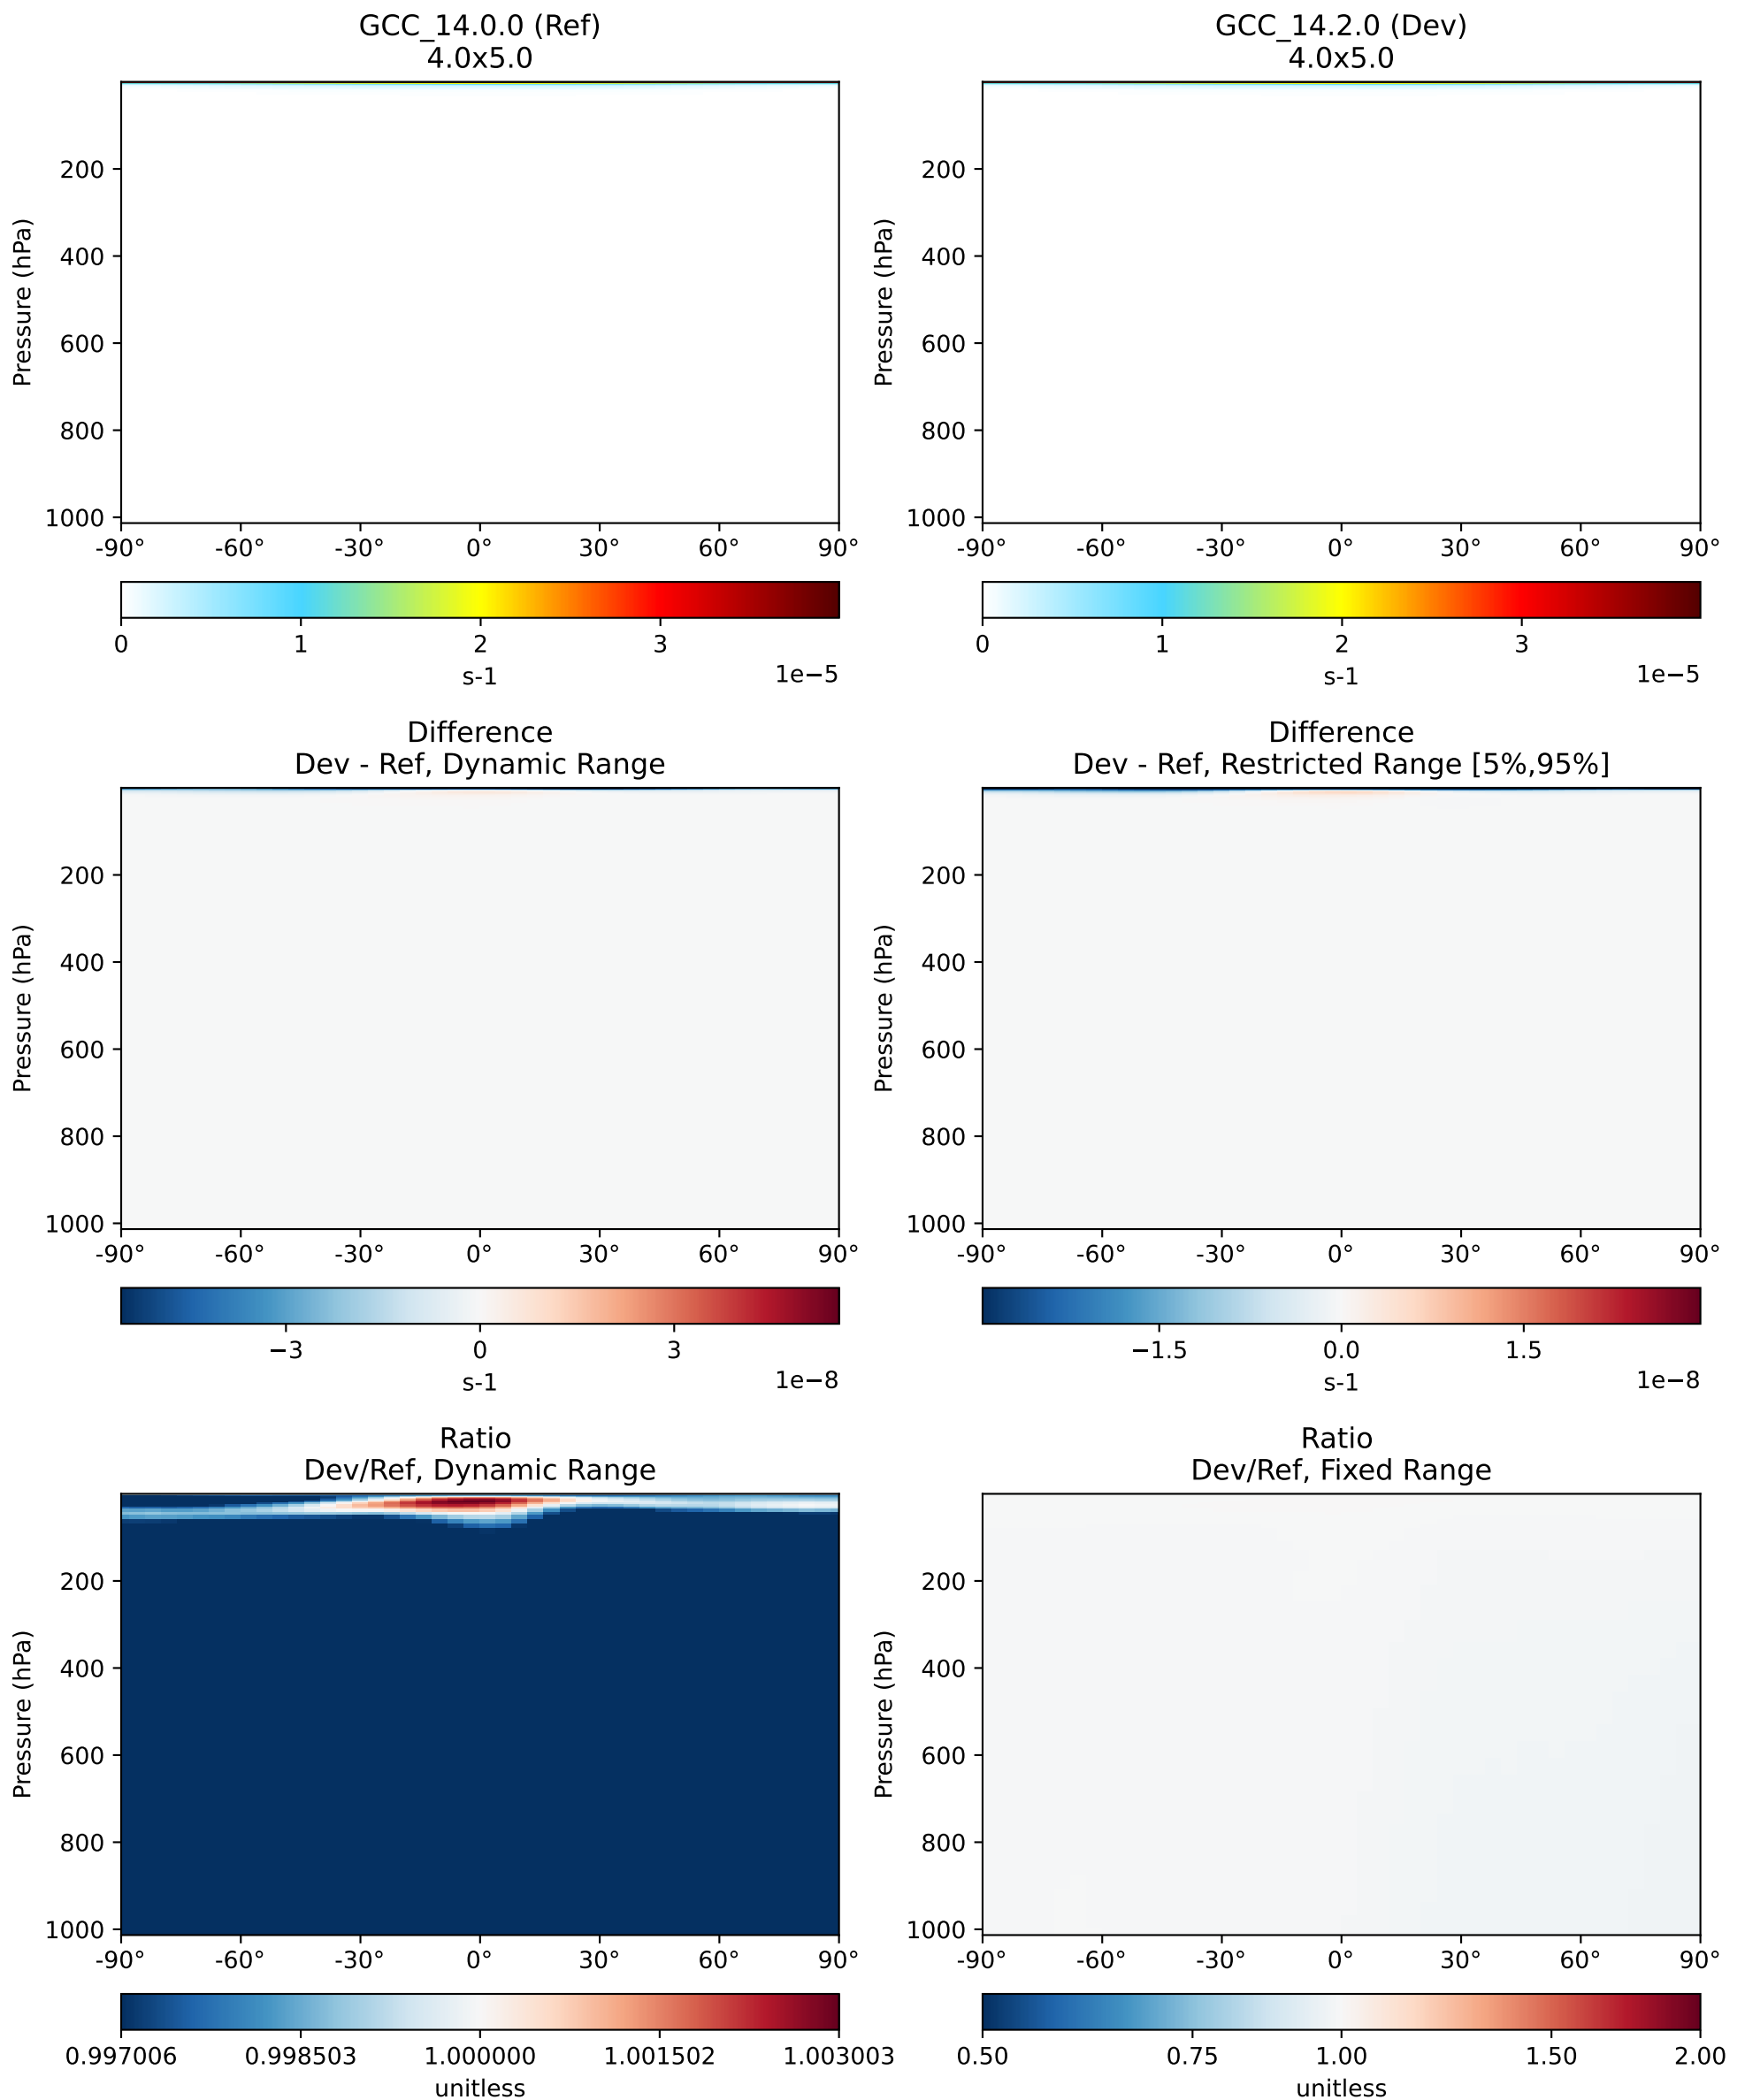 GCC_14.0.0 (Ref)
4.0x5.0
Pressure (hPa)
200
400
600
800
1000
-90° -60° -30° 0° 30° 60° 90°
0 1 2 3
s-1 1e−5
GCC_14.2.0 (Dev)
4.0x5.0
Pressure (hPa)
200
400
600
800
1000
-90° -60° -30° 0° 30° 60° 90°
0 1 2 3
s-1 1e−5
Difference
Dev - Ref, Dynamic Range
Pressure (hPa)
200
400
600
800
1000
-90° -60° -30° 0° 30° 60° 90°
−3 0 3
s-1 1e−8
Difference
Dev - Ref, Restricted Range [5%,95%]
Pressure (hPa)
200
400
600
800
1000
-90° -60° -30° 0° 30° 60° 90°
−1.5 0.0 1.5
s-1 1e−8
Ratio
Dev/Ref, Dynamic Range
Pressure (hPa)
200
400
600
800
1000
-90° -60° -30° 0° 30° 60° 90°
0.997006 0.998503 1.000000 1.001502 1.003003
unitless
Ratio
Dev/Ref, Fixed Range
Pressure (hPa)
200
400
600
800
1000
-90° -60° -30° 0° 30° 60° 90°
0.50 0.75 1.00 1.50 2.00
unitless